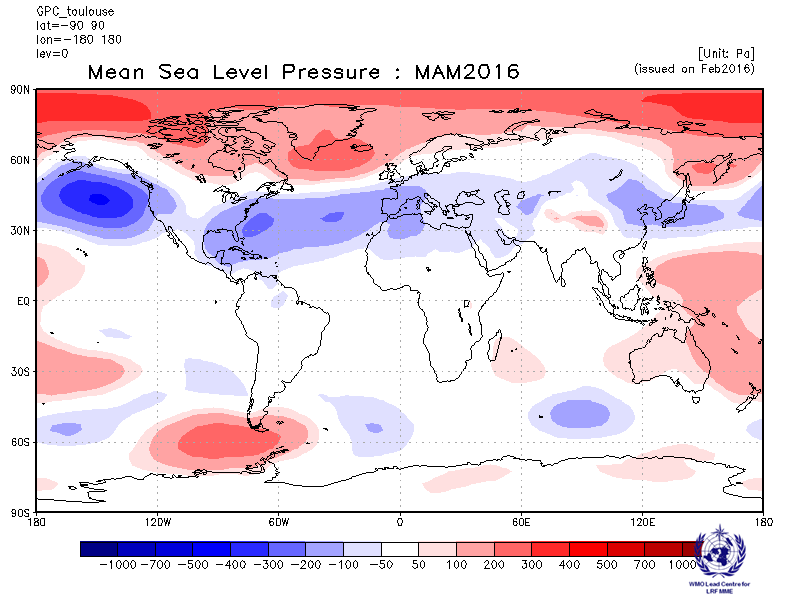 GPC_toulouse
lat=-90 90
lon=-180 180
lev=0
[Unit: Pa]
Mean Sea Level Pressure : MAM2016
(issued on Feb2016)
90N
60N
30N
EQ
30S
60S
90S
180 120W 60W 0 60E 120E 180
-1000 -700 -500 -400 -300 -200 -100 -50 50 100 200 300 400 500 700 1000
WMO Lead Centre for
LRF MME